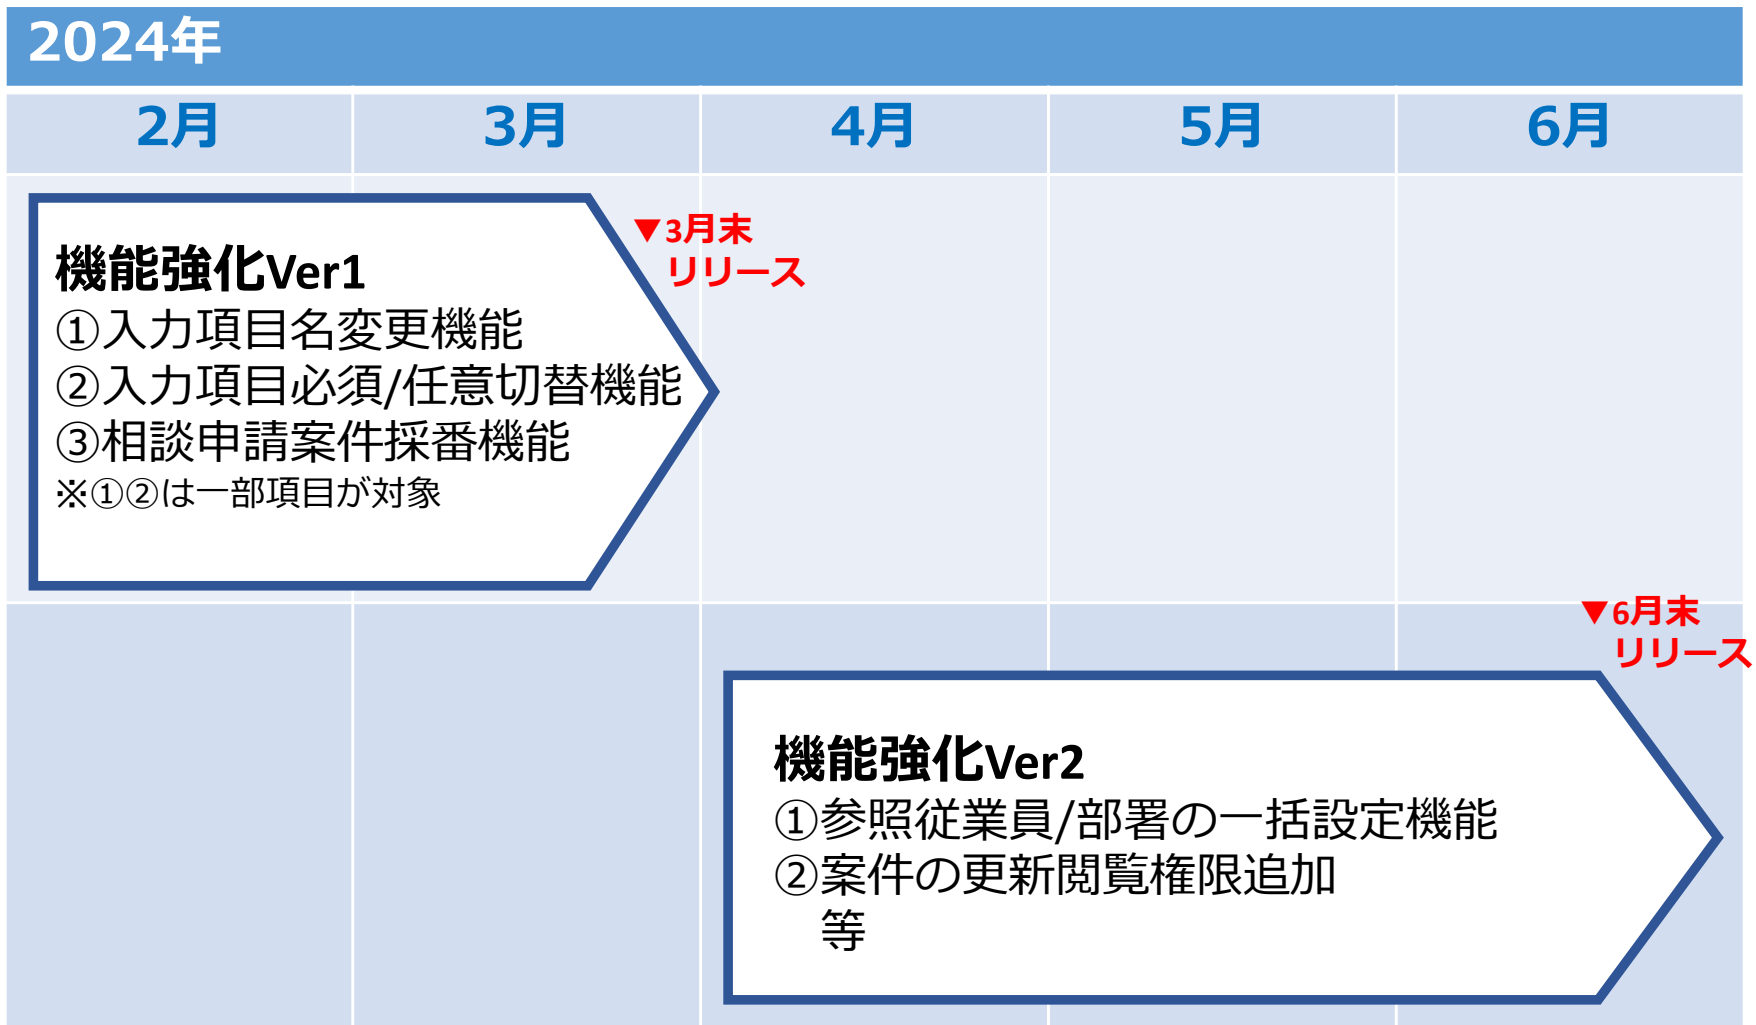 2024年
2月
3月
4月
5月
6月
▼3月末
リリース
機能強化Ver1
①入力項目名変更機能
②入力項目必須/任意切替機能
③相談申請案件採番機能
※①②は一部項目が対象
▼6月末
リリース
機能強化Ver2
①参照従業員/部署の一括設定機能
②案件の更新閲覧権限追加
等